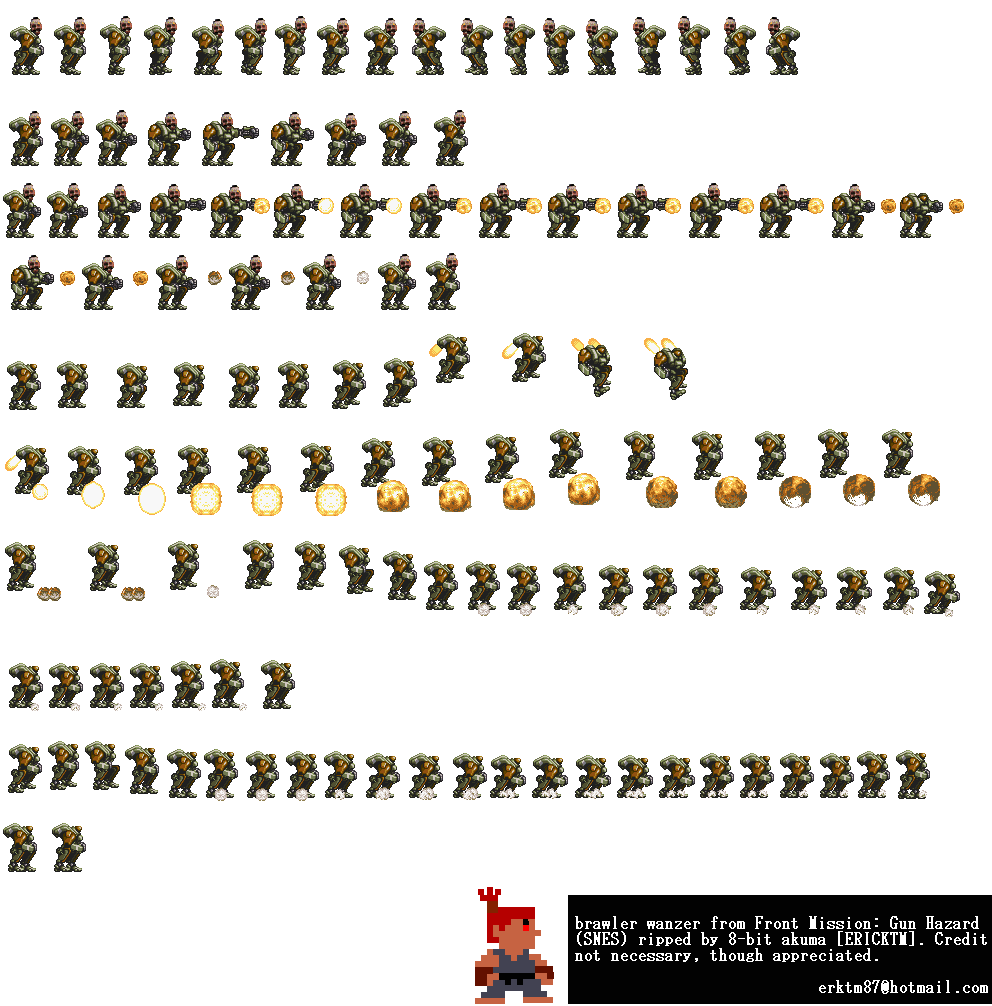 brawler wanzer from Front Mission: Gun Hazard
(SNES) ripped by 8-bit akuma [ERICKTM]. Credit
not necessary, though appreciated.
erktm87@hotmail.com